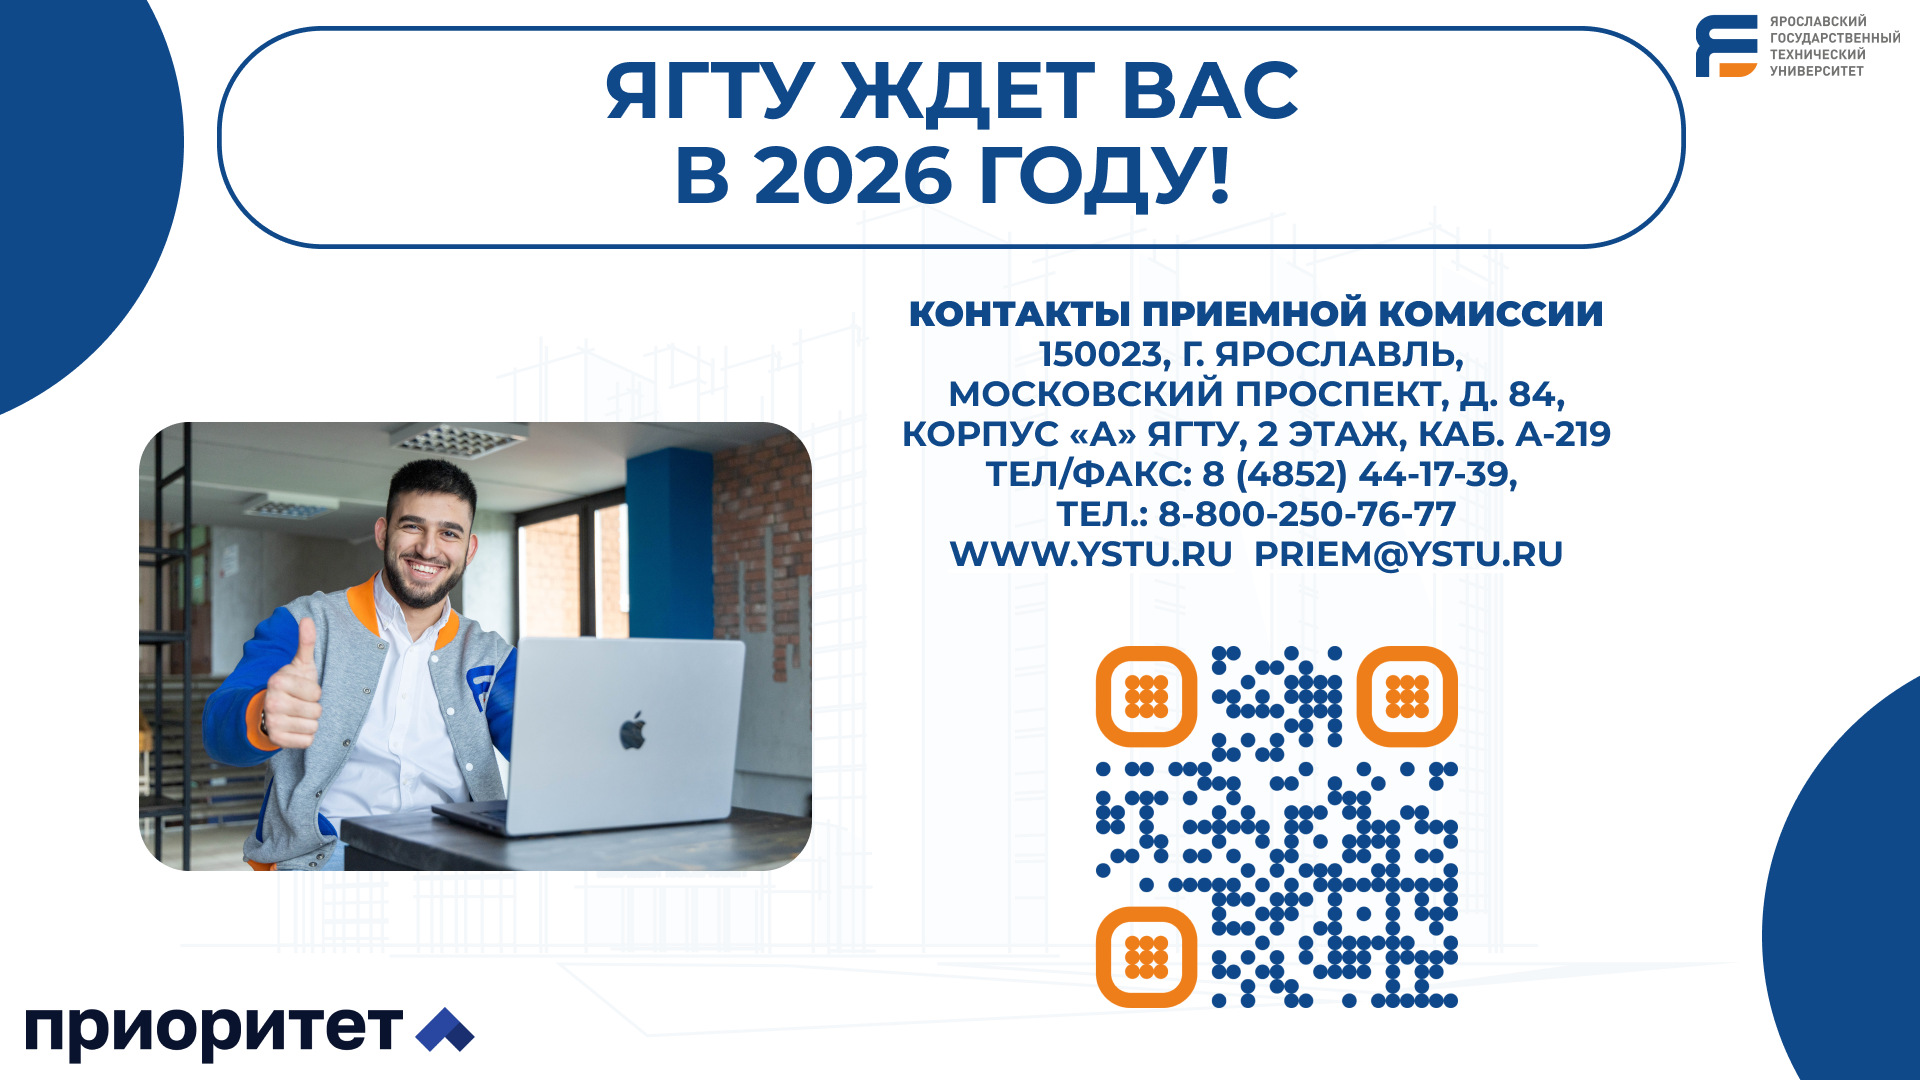 ЯРОСЛАВСКИЙ
ГОСУДАРСТВЕННЫЙ
ТЕХНИЧЕСКИЙ
УНИВЕРСИТЕТ
ЯГТУ ЖДЕТ ВАС
В 2026 ГОДУ!
КОНТАКТЫ ПРИЕМНОЙ КОМИССИИ
150023, Г. ЯРОСЛАВЛЬ,
МОСКОВСКИЙ ПРОСПЕКТ, Д. 84,
КОРПУС «А» ЯГТУ, 2 ЭТАЖ, КАБ. А-219
ТЕЛ/ФАКС: 8 (4852) 44-17-39,
ТЕЛ.: 8-800-250-76-77
WWW.YSTU.RU PRIEM@YSTU.RU
приоритет